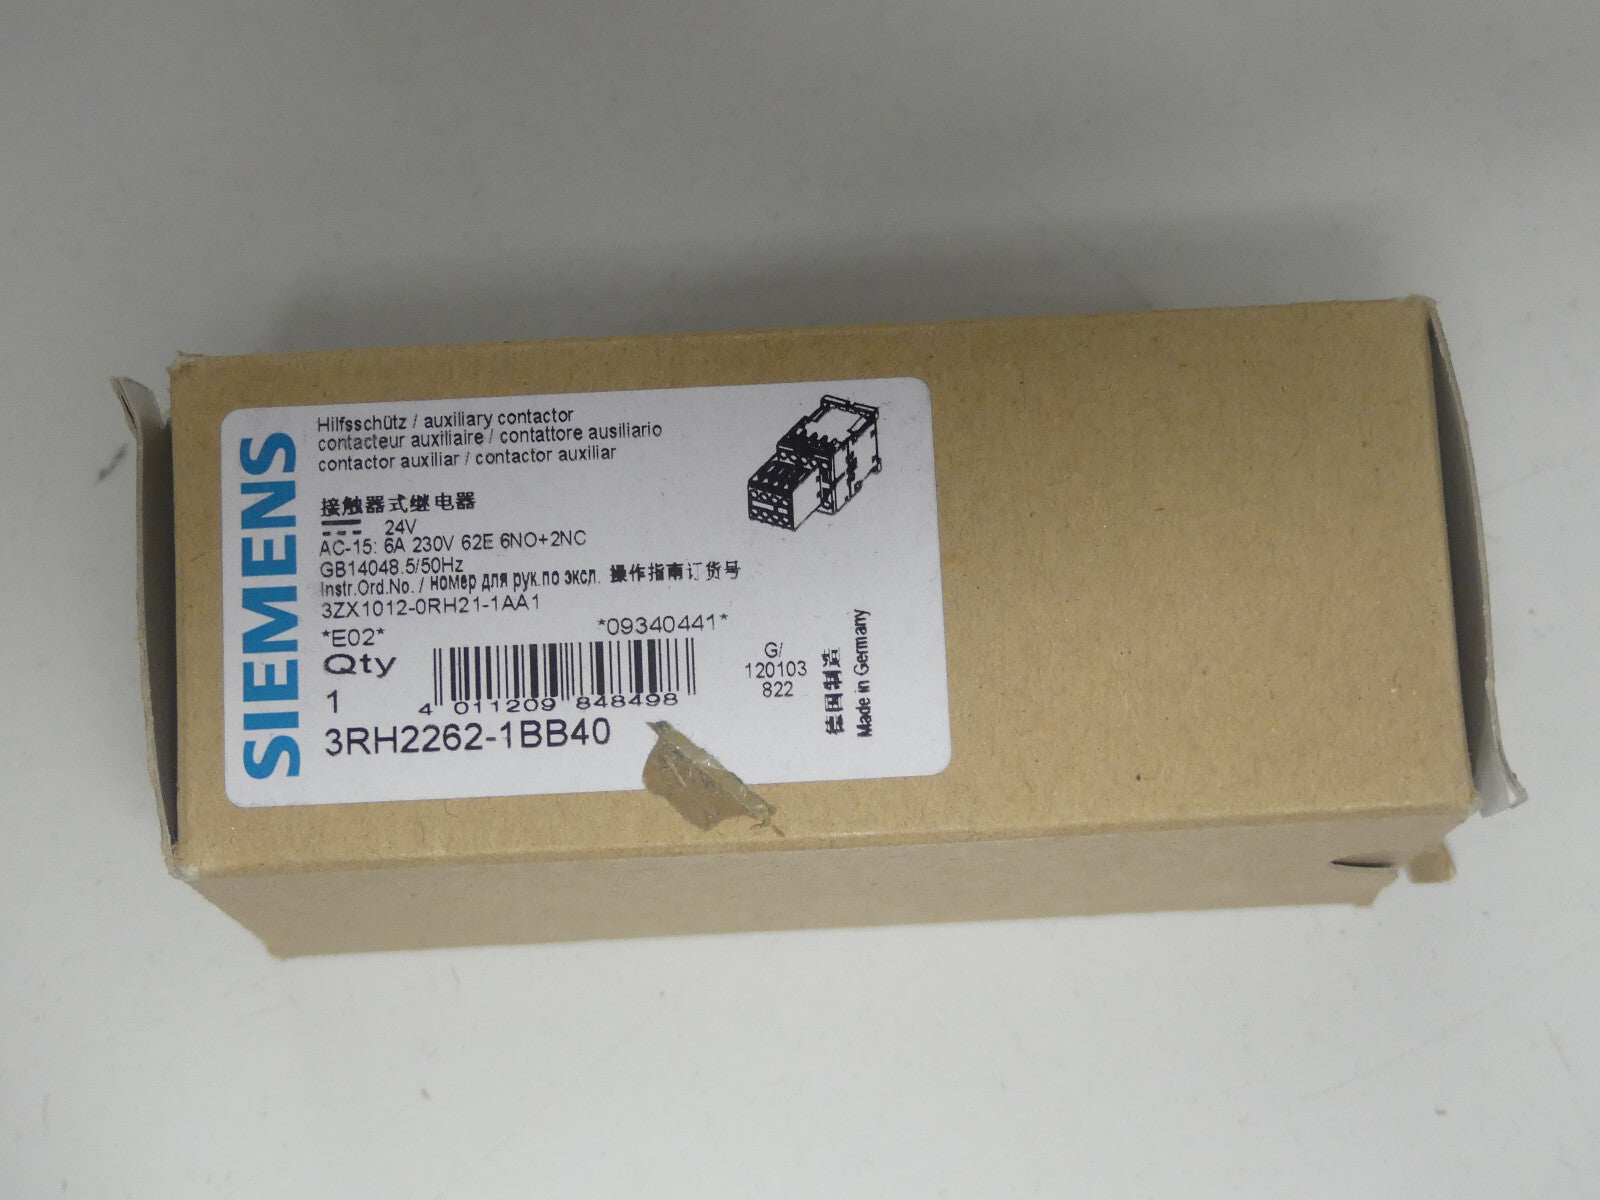 SIEMENS
Hilfsschütz / auxiliary contactor
contacteur auxiliaire / contattore ausiliario
contactor auxiliar / contactor auxiliar
接触器式继电器
24V
AC-15: 6A 230V 62E 6NO+2NC
GB14048.5/50Hz
Instr.Ord.No. / номер для рук.по эксл. 操作指南订货号
3ZX1012-0RH21-1AA1
*E02* *09340441*
Qty
1
4 011209 848498
3RH2262-1BB40
G/
120103
822
德国制造
Made in Germany